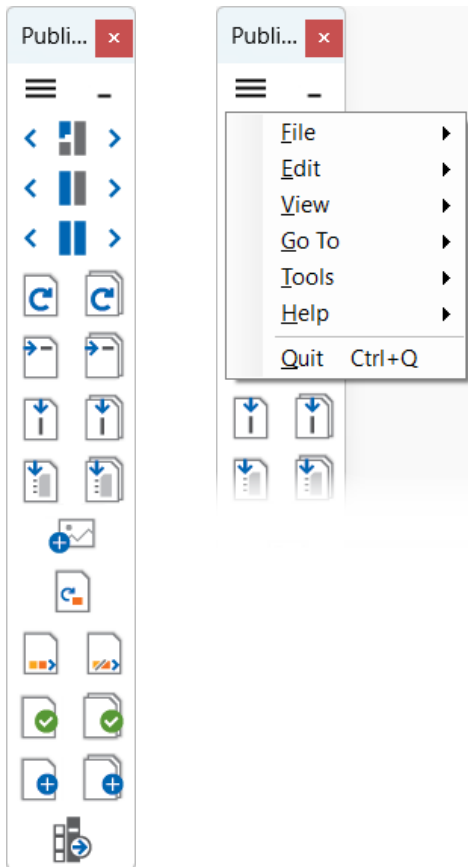 Publi...
Publi...
File
Edit
View
Go To
Tools
Help
Quit Ctrl+Q